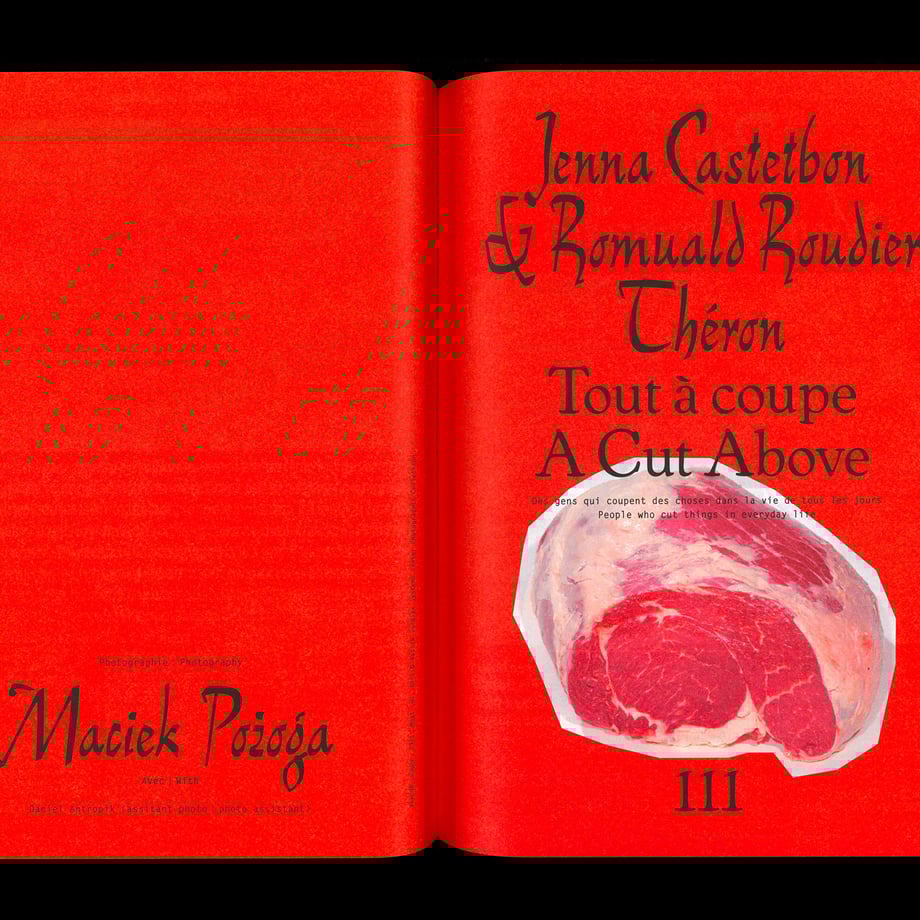 Photographie | Photography
Maciek Pożoga
Avec | With
Daniel Antropik (assitant photo | photo assistant)
Jenna Castetbon
& Romuald Roudier
Théron
Tout à coupe
A Cut Above
Des gens qui coupent des choses dans la vie de tous les jours
People who cut things in everyday life
111